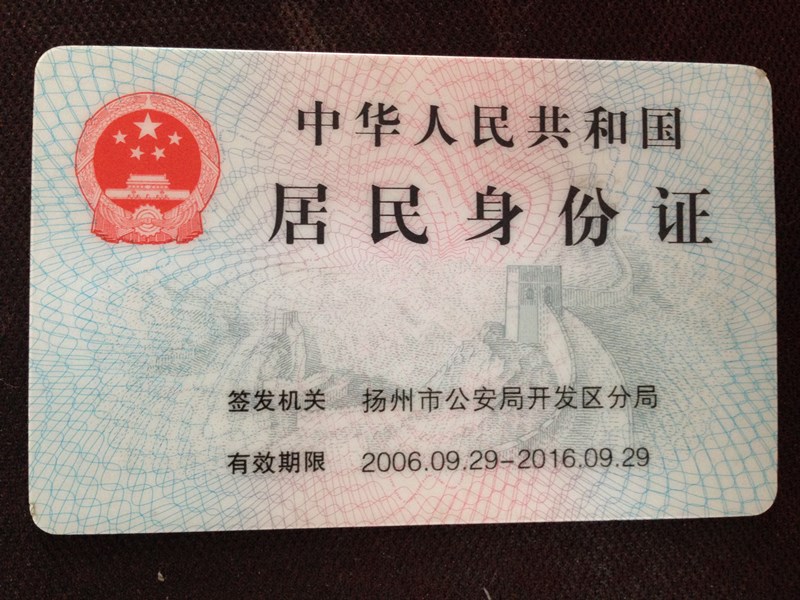 中华人民共和国
居民身份证
签发机关 扬州市公安局开发区分局
有效期限 2006.09.29-2016.09.29